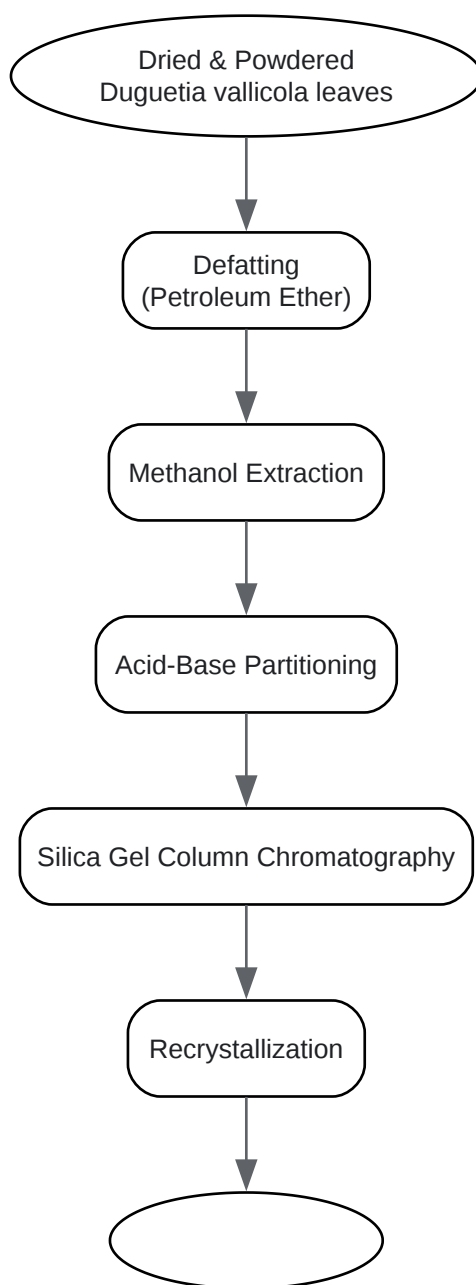 Dried & Powdered
Duguetia vallicola leaves
Defatting
(Petroleum Ether)
Methanol Extraction
Acid-Base Partitioning
Silica Gel Column Chromatography
Recrystallization